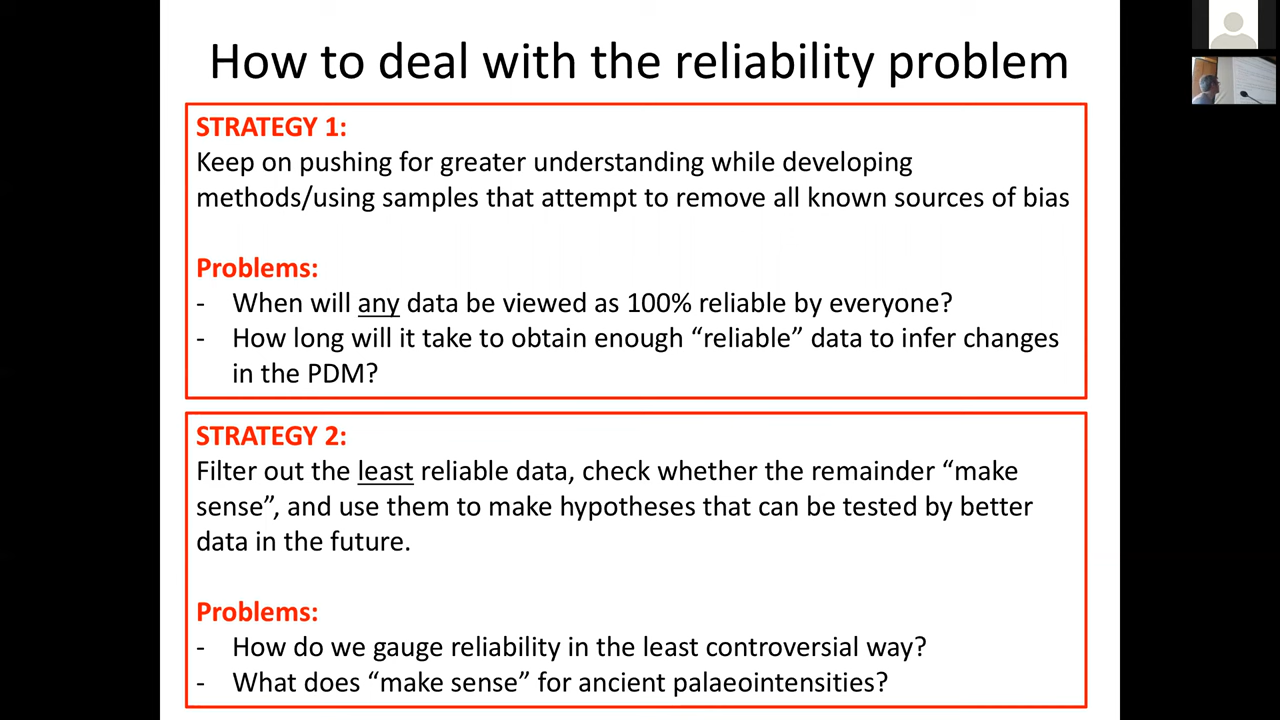 How to deal with the reliability problem
STRATEGY 1:
Keep on pushing for greater understanding while developing
methods/using samples that attempt to remove all known sources of bias
Problems:
- When will any data be viewed as 100% reliable by everyone?
- How long will it take to obtain enough “reliable” data to infer changes
in the PDM?
STRATEGY 2:
Filter out the least reliable data, check whether the remainder “make
sense”, and use them to make hypotheses that can be tested by better
data in the future.
Problems:
- How do we gauge reliability in the least controversial way?
- What does “make sense” for ancient palaeointensities?